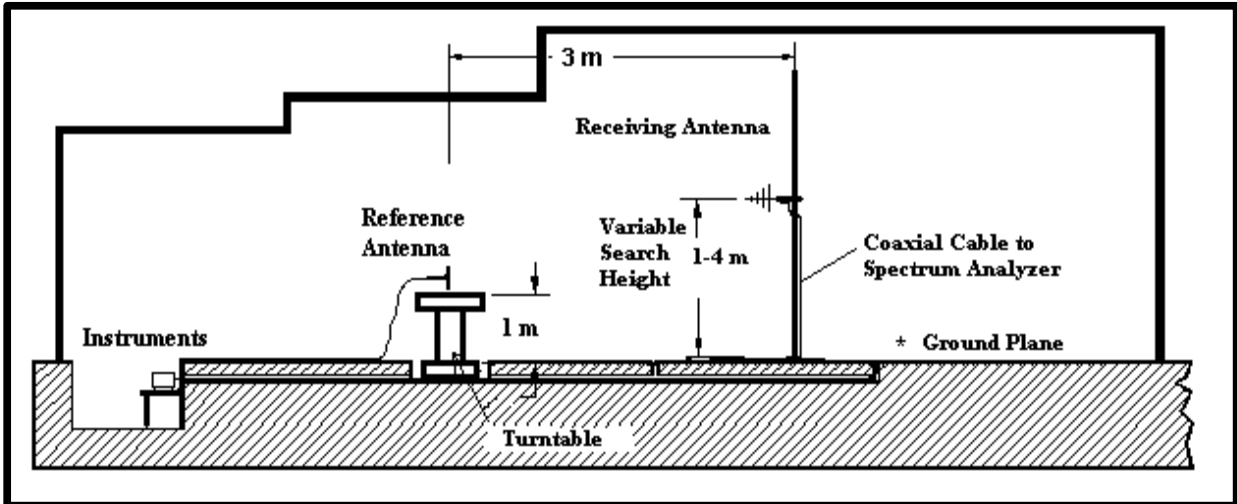 3 m
Receiving Antenna
Reference
Antenna
Variable
Search
Height
1-4 m
Coaxial Cable to
Spectrum Analyzer
1 m
Instruments
* Ground Plane
Turntable